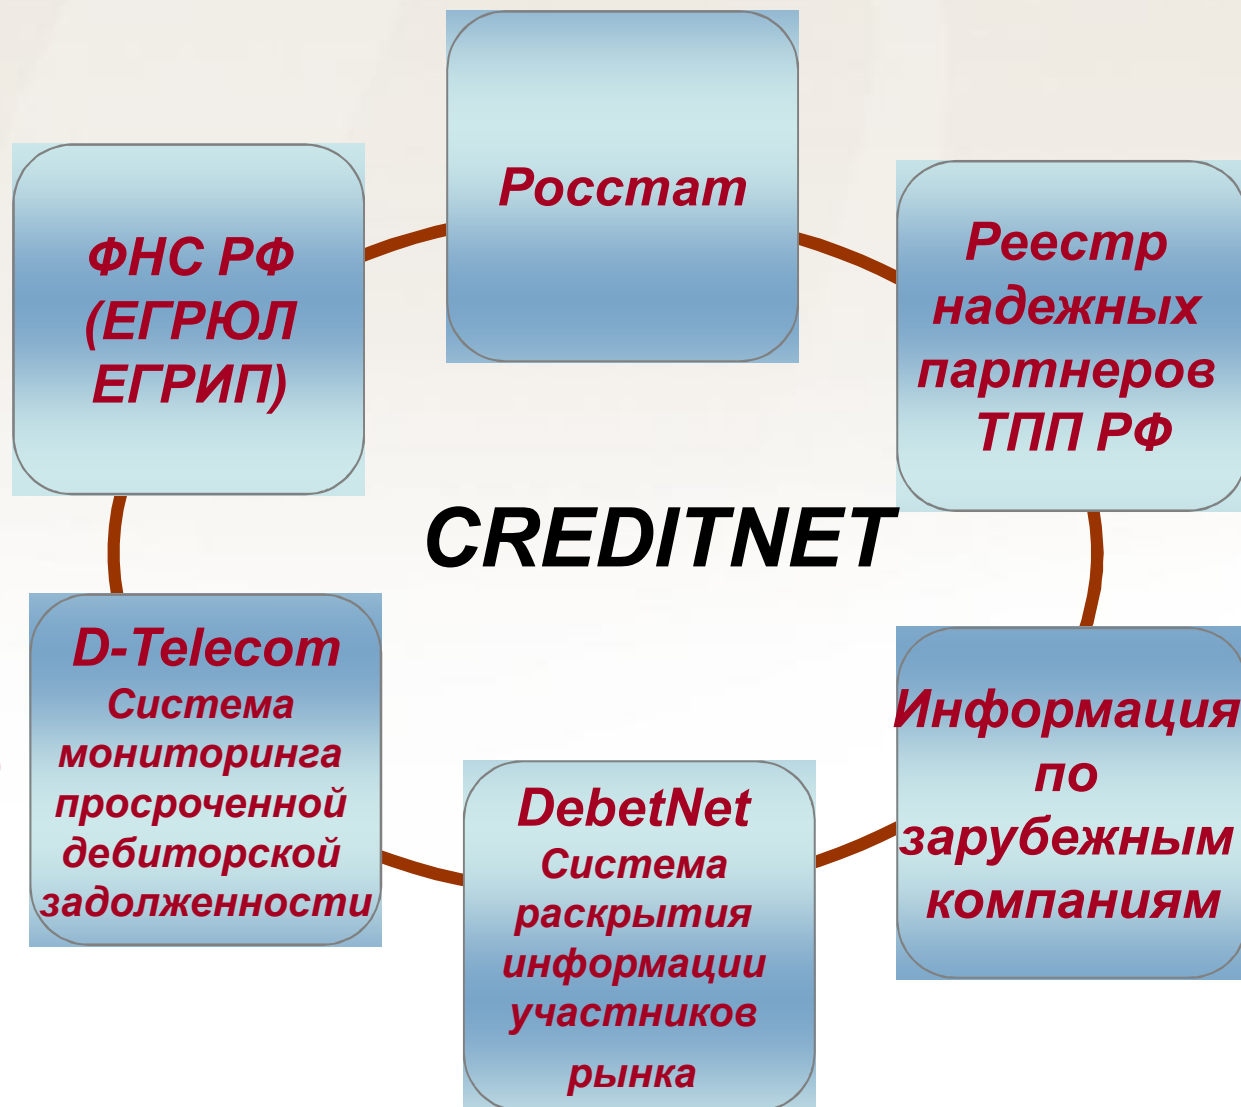 Росстат
ФНС РФ
(ЕГРЮЛ
ЕГРИП)
Реестр
надежных
партнеров
ТПП РФ
CREDITNET
D-Telecom
Система
мониторинга
просроченной
дебиторской
задолженности
DebetNet
Система
раскрытия
информации
участников
рынка
Информация
по
зарубежным
компаниям